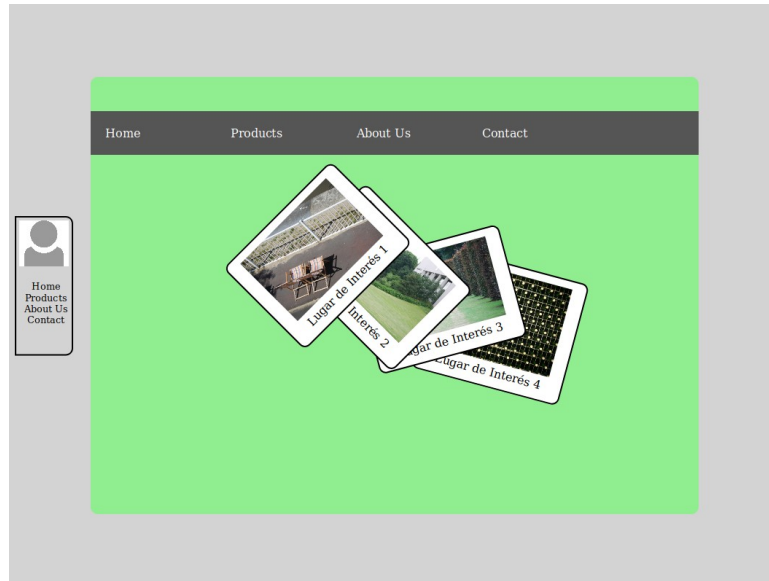 Home Products About Us Contact
Home
Products
About Us
Contact
Lugar de Interés 1
Interés 2
de Interés 3
Lugar de Interés 4